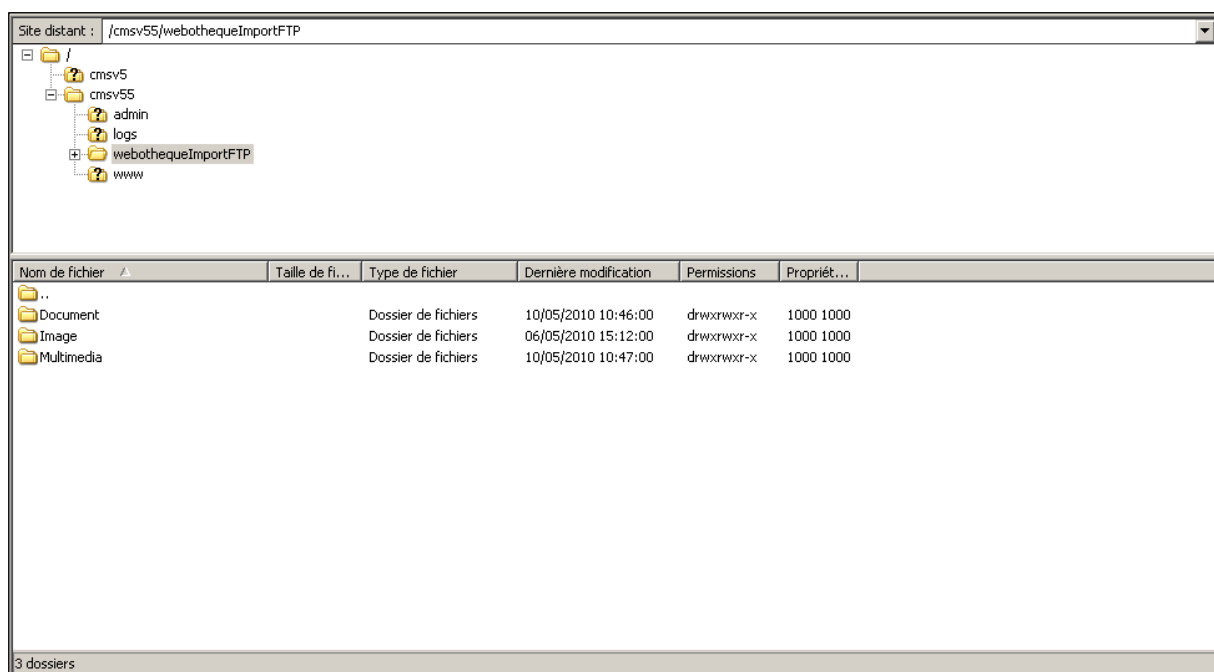 Site distant : /cmsv55/webothequeImportFTP
/
cmsv5
cmsv55
admin
logs
webothequeImportFTP
www
Nom de fichier Taille de fi... Type de fichier Dernière modification Permissions Propriét...
..
Document Dossier de fichiers 10/05/2010 10:46:00 drwxrwxr-x 1000 1000
Image Dossier de fichiers 06/05/2010 15:12:00 drwxrwxr-x 1000 1000
Multimedia Dossier de fichiers 10/05/2010 10:47:00 drwxrwxr-x 1000 1000
3 dossiers